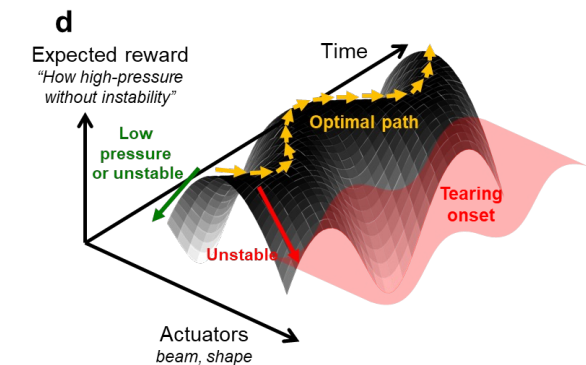 d
Expected reward
“How high-pressure
without instability”
Time
Low
pressure
or unstable
Optimal path
Tearing
onset
Unstable
Actuators
beam, shape